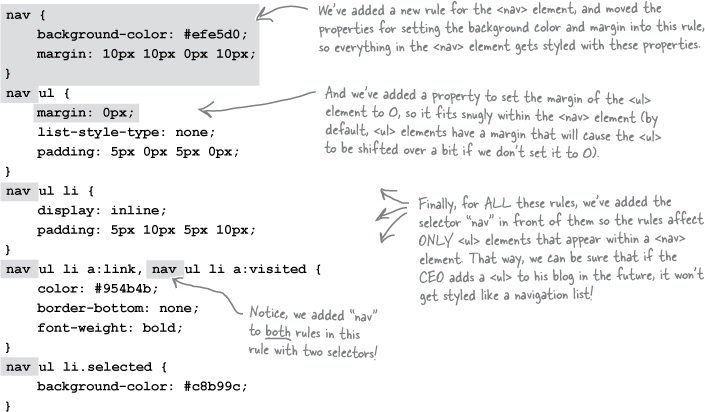 nav {
background-color: #efe5d0;
margin: 10px 10px 0px 10px;
}
nav ul {
margin: 0px;
list-style-type: none;
padding: 5px 0px 5px 0px;
}
nav ul li {
display: inline;
padding: 5px 10px 5px 10px;
}
nav ul li a:link, nav ul li a:visited {
color: #954b4b;
border-bottom: none;
font-weight: bold;
}
nav ul li.selected {
background-color: #c8b99c;
}
We've added a new rule for the <nav> element, and moved the
properties for setting the background color and margin into this rule,
so everything in the <nav> element gets styled with these properties.
And we've added a property to set the margin of the <ul>
element to 0, so it fits snugly within the <nav> element (by
default, <ul> elements have a margin that will cause the <ul>
to be shifted over a bit if we don't set it to 0).
Finally, for ALL these rules, we've added the
selector "nav" in front of them so the rules affect
ONLY <ul> elements that appear within a <nav>
element. That way, we can be sure that if the
CEO adds a <ul> to his blog in the future, it won't
get styled like a navigation list!
Notice, we added "nav"
to both rules in this
rule with two selectors!